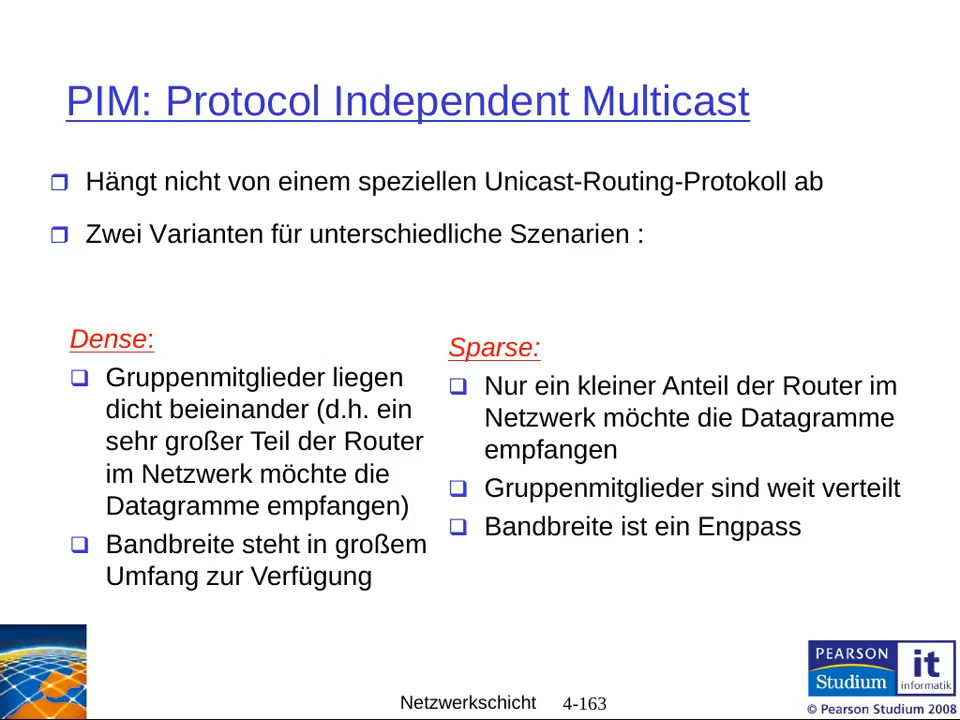 PIM: Protocol Independent Multicast
Hängt nicht von einem speziellen Unicast-Routing-Protokoll ab
Zwei Varianten für unterschiedliche Szenarien :
Dense:
Gruppenmitglieder liegen
dicht beieinander (d.h. ein
sehr großer Teil der Router
im Netzwerk möchte die
Datagramme empfangen)
Bandbreite steht in großem
Umfang zur Verfügung
Sparse:
Nur ein kleiner Anteil der Router im
Netzwerk möchte die Datagramme
empfangen
Gruppenmitglieder sind weit verteilt
Bandbreite ist ein Engpass
Netzwerkschicht 4-163
PEARSON
Studium
it
informatik
© Pearson Studium 2008